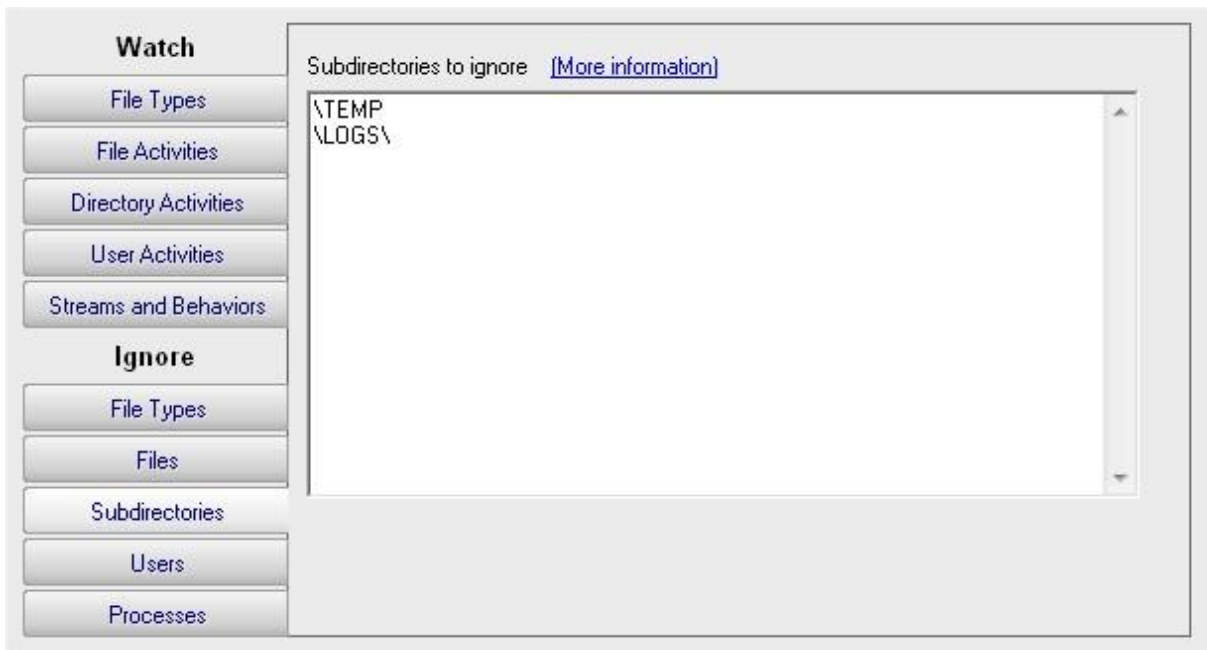 Watch
File Types
File Activities
Directory Activities
User Activities
Streams and Behaviors
Ignore
File Types
Files
Subdirectories
Users
Processes
Subdirectories to ignore (More information)
\TEMP
\LOGS\